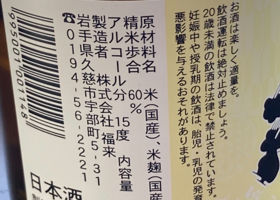 お酒は楽しく適量を。
飲酒運転は絶対止めましょう。
20歳未満の飲酒は法律で禁止されています。
妊娠中や授乳期の飲酒は、胎児・乳児の発育
悪影響を与えるおそれがあります。
原材料名 米(国産)、米麹(国産
精米歩合 60%
アルコール分 15度 内容量
製造者 株式会社 福来
岩手県久慈市宇部町5-31
0194-56-2221
日本酒